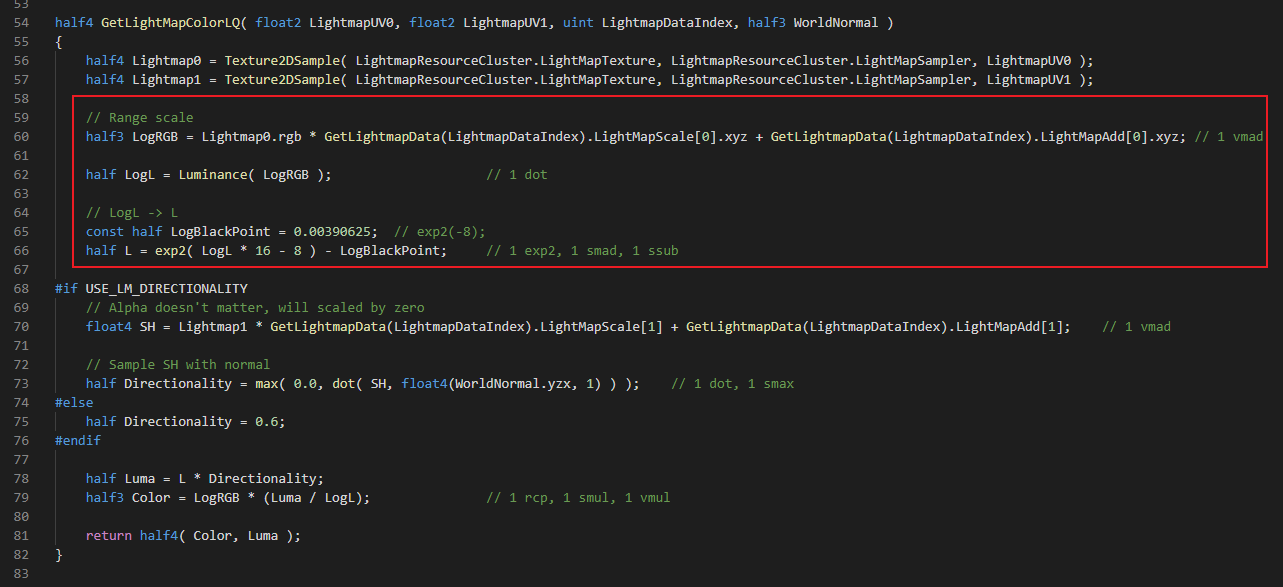 53
54 half4 GetLightMapColorLQ( float2 LightmapUV0, float2 LightmapUV1, uint LightmapDataIndex, half3 WorldNormal )
55 {
56     half4 Lightmap0 = Texture2DSample( LightmapResourceCluster.LightMapTexture, LightmapResourceCluster.LightMapSampler, LightmapUV0 );
57     half4 Lightmap1 = Texture2DSample( LightmapResourceCluster.LightMapTexture, LightmapResourceCluster.LightMapSampler, LightmapUV1 );
58
59     // Range scale
60     half3 LogRGB = Lightmap0.rgb * GetLightmapData(LightmapDataIndex).LightMapScale[0].xyz + GetLightmapData(LightmapDataIndex).LightMapAdd[0].xyz; // 1 vmad
61
62     half LogL = Luminance( LogRGB );                    // 1 dot
63
64     // LogL -> L
65     const half LogBlackPoint = 0.00390625;  // exp2(-8);
66     half L = exp2( LogL * 16 - 8 ) - LogBlackPoint;     // 1 exp2, 1 smad, 1 ssub
67
68 #if USE_LM_DIRECTIONALITY
69     // Alpha doesn't matter, will scaled by zero
70     float4 SH = Lightmap1 * GetLightmapData(LightmapDataIndex).LightMapScale[1] + GetLightmapData(LightmapDataIndex).LightMapAdd[1];    // 1 vmad
71
72     // Sample SH with normal
73     half Directionality = max( 0.0, dot( SH, float4(WorldNormal.yzx, 1) ) );    // 1 dot, 1 smax
74 #else
75     half Directionality = 0.6;
76 #endif
77
78     half Luma = L * Directionality;
79     half3 Color = LogRGB * (Luma / LogL);               // 1 rcp, 1 smul, 1 vmul
80
81     return half4( Color, Luma );
82 }
83